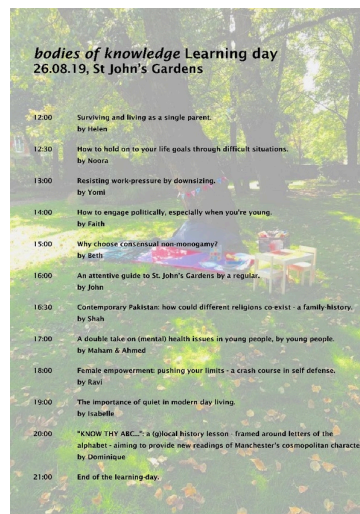 bodies of knowledge Learning day
26.08.19, St John's Gardens
12:00 Surviving and living as a single parent.
by Helen
12:30 How to hold on to your life goals through difficult situations.
by Noora
13:00 Resisting work-pressure by downsizing.
by Yomi
14:00 How to engage politically, especially when you're young.
by Faith
15:00 Why choose consensual non-monogamy?
by Beth
16:00 An attentive guide to St. John's Gardens by a regular.
by John
16:30 Contemporary Pakistan: how could different religions co-exist - a family-history.
by Shah
17:00 A double take on (mental) health issues in young people, by young people.
by Maham & Ahmed
18:00 Female empowerment: pushing your limits - a crash course in self defense.
by Ravi
19:00 The importance of quiet in modern day living.
by Isabelle
20:00 "KNOW THY ABC...": a (g)local history lesson - framed around letters of the
alphabet - aiming to provide new readings of Manchester's cosmopolitan characte
by Dominique
21:00 End of the learning-day.